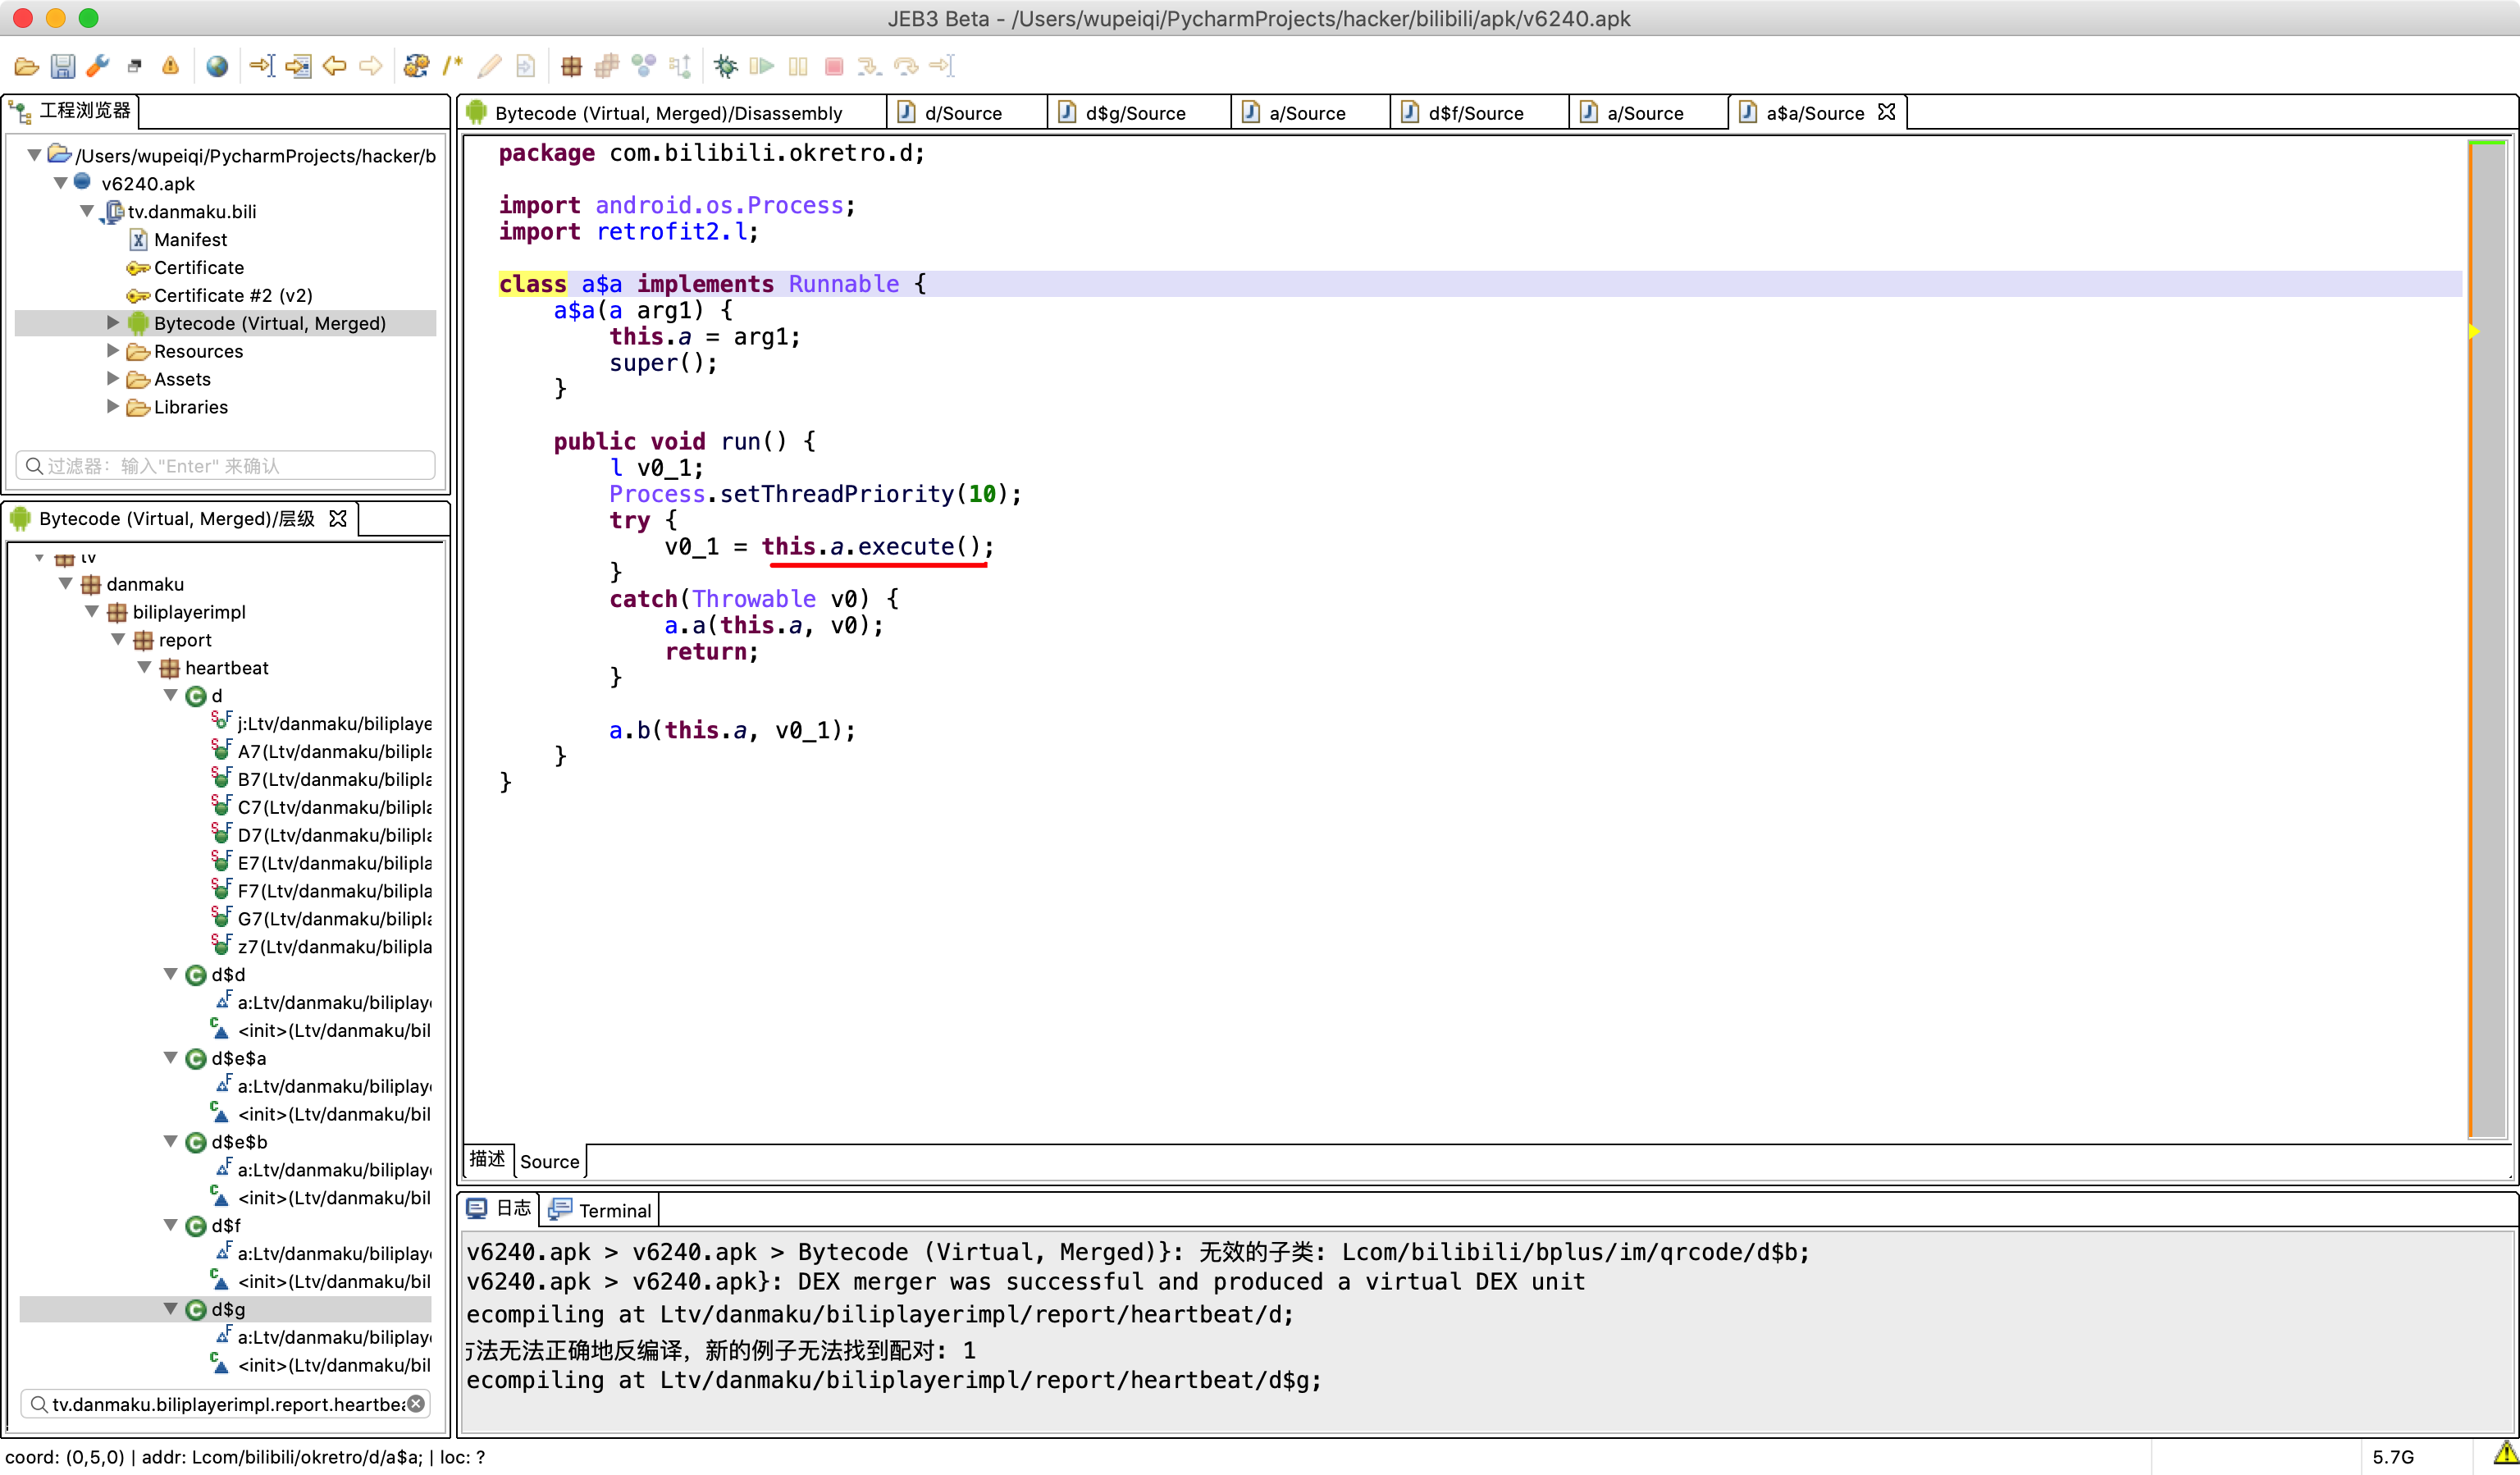 JEB3 Beta - /Users/wupeiqi/PycharmProjects/hacker/bilibili/apk/v6240.apk
工程浏览器
/Users/wupeiqi/PycharmProjects/hacker/b
v6240.apk
tv.danmaku.bili
Manifest
Certificate
Certificate #2 (v2)
Bytecode (Virtual, Merged)
Resources
Assets
Libraries
过滤器: 输入"Enter" 来确认
Bytecode (Virtual, Merged)/层级
tv
danmaku
biliplayerimpl
report
heartbeat
d
j:Ltv/danmaku/biliplaye
A7(Ltv/danmaku/bilipla
B7(Ltv/danmaku/bilipla
C7(Ltv/danmaku/bilipla
D7(Ltv/danmaku/bilipla
E7(Ltv/danmaku/bilipla
F7(Ltv/danmaku/bilipla
G7(Ltv/danmaku/bilipla
z7(Ltv/danmaku/bilipla
d$d
a:Ltv/danmaku/biliplaye
<init>(Ltv/danmaku/bil
d$e$a
a:Ltv/danmaku/biliplaye
<init>(Ltv/danmaku/bil
d$e$b
a:Ltv/danmaku/biliplaye
<init>(Ltv/danmaku/bil
d$f
a:Ltv/danmaku/biliplaye
<init>(Ltv/danmaku/bil
d$g
a:Ltv/danmaku/biliplaye
<init>(Ltv/danmaku/bil
tv.danmaku.biliplayerimpl.report.heartbea
Bytecode (Virtual, Merged)/Disassembly
d/Source
d$g/Source
a/Source
d$f/Source
a/Source
a$a/Source
package com.bilibili.okretro.d;
import android.os.Process;
import retrofit2.l;
class a$a implements Runnable {
a$a(a arg1) {
this.a = arg1;
super();
}
public void run() {
l v0_1;
Process.setThreadPriority(10);
try {
v0_1 = this.a.execute();
}
catch(Throwable v0) {
a.a(this.a, v0);
return;
}
a.b(this.a, v0_1);
}
}
描述
Source
日志
Terminal
v6240.apk > v6240.apk > Bytecode (Virtual, Merged)}: 无效的子类: Lcom/bilibili/bplus/im/qrcode/d$b;
v6240.apk > v6240.apk}: DEX merger was successful and produced a virtual DEX unit
ecompiling at Ltv/danmaku/biliplayerimpl/report/heartbeat/d;
法无法正确地反编译, 新的例子无法找到配对: 1
ecompiling at Ltv/danmaku/biliplayerimpl/report/heartbeat/d$g;
coord: (0,5,0) | addr: Lcom/bilibili/okretro/d/a$a; | loc: ?
5.7G